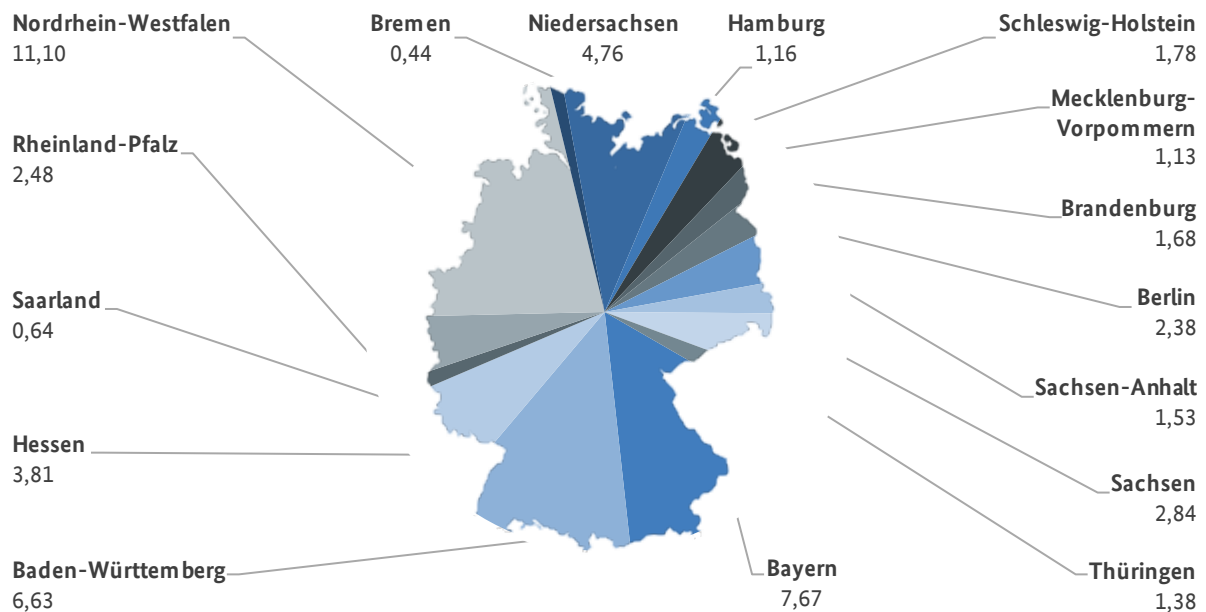 Nordrhein-Westfalen
11,10
Bremen
0,44
Niedersachsen
4,76
Hamburg
1,16
Schleswig-Holstein
1,78
Mecklenburg-
Vorpommern
1,13
Rheinland-Pfalz
2,48
Brandenburg
1,68
Saarland
0,64
Berlin
2,38
Sachsen-Anhalt
1,53
Hessen
3,81
Sachsen
2,84
Baden-Württemberg
6,63
Bayern
7,67
Thüringen
1,38